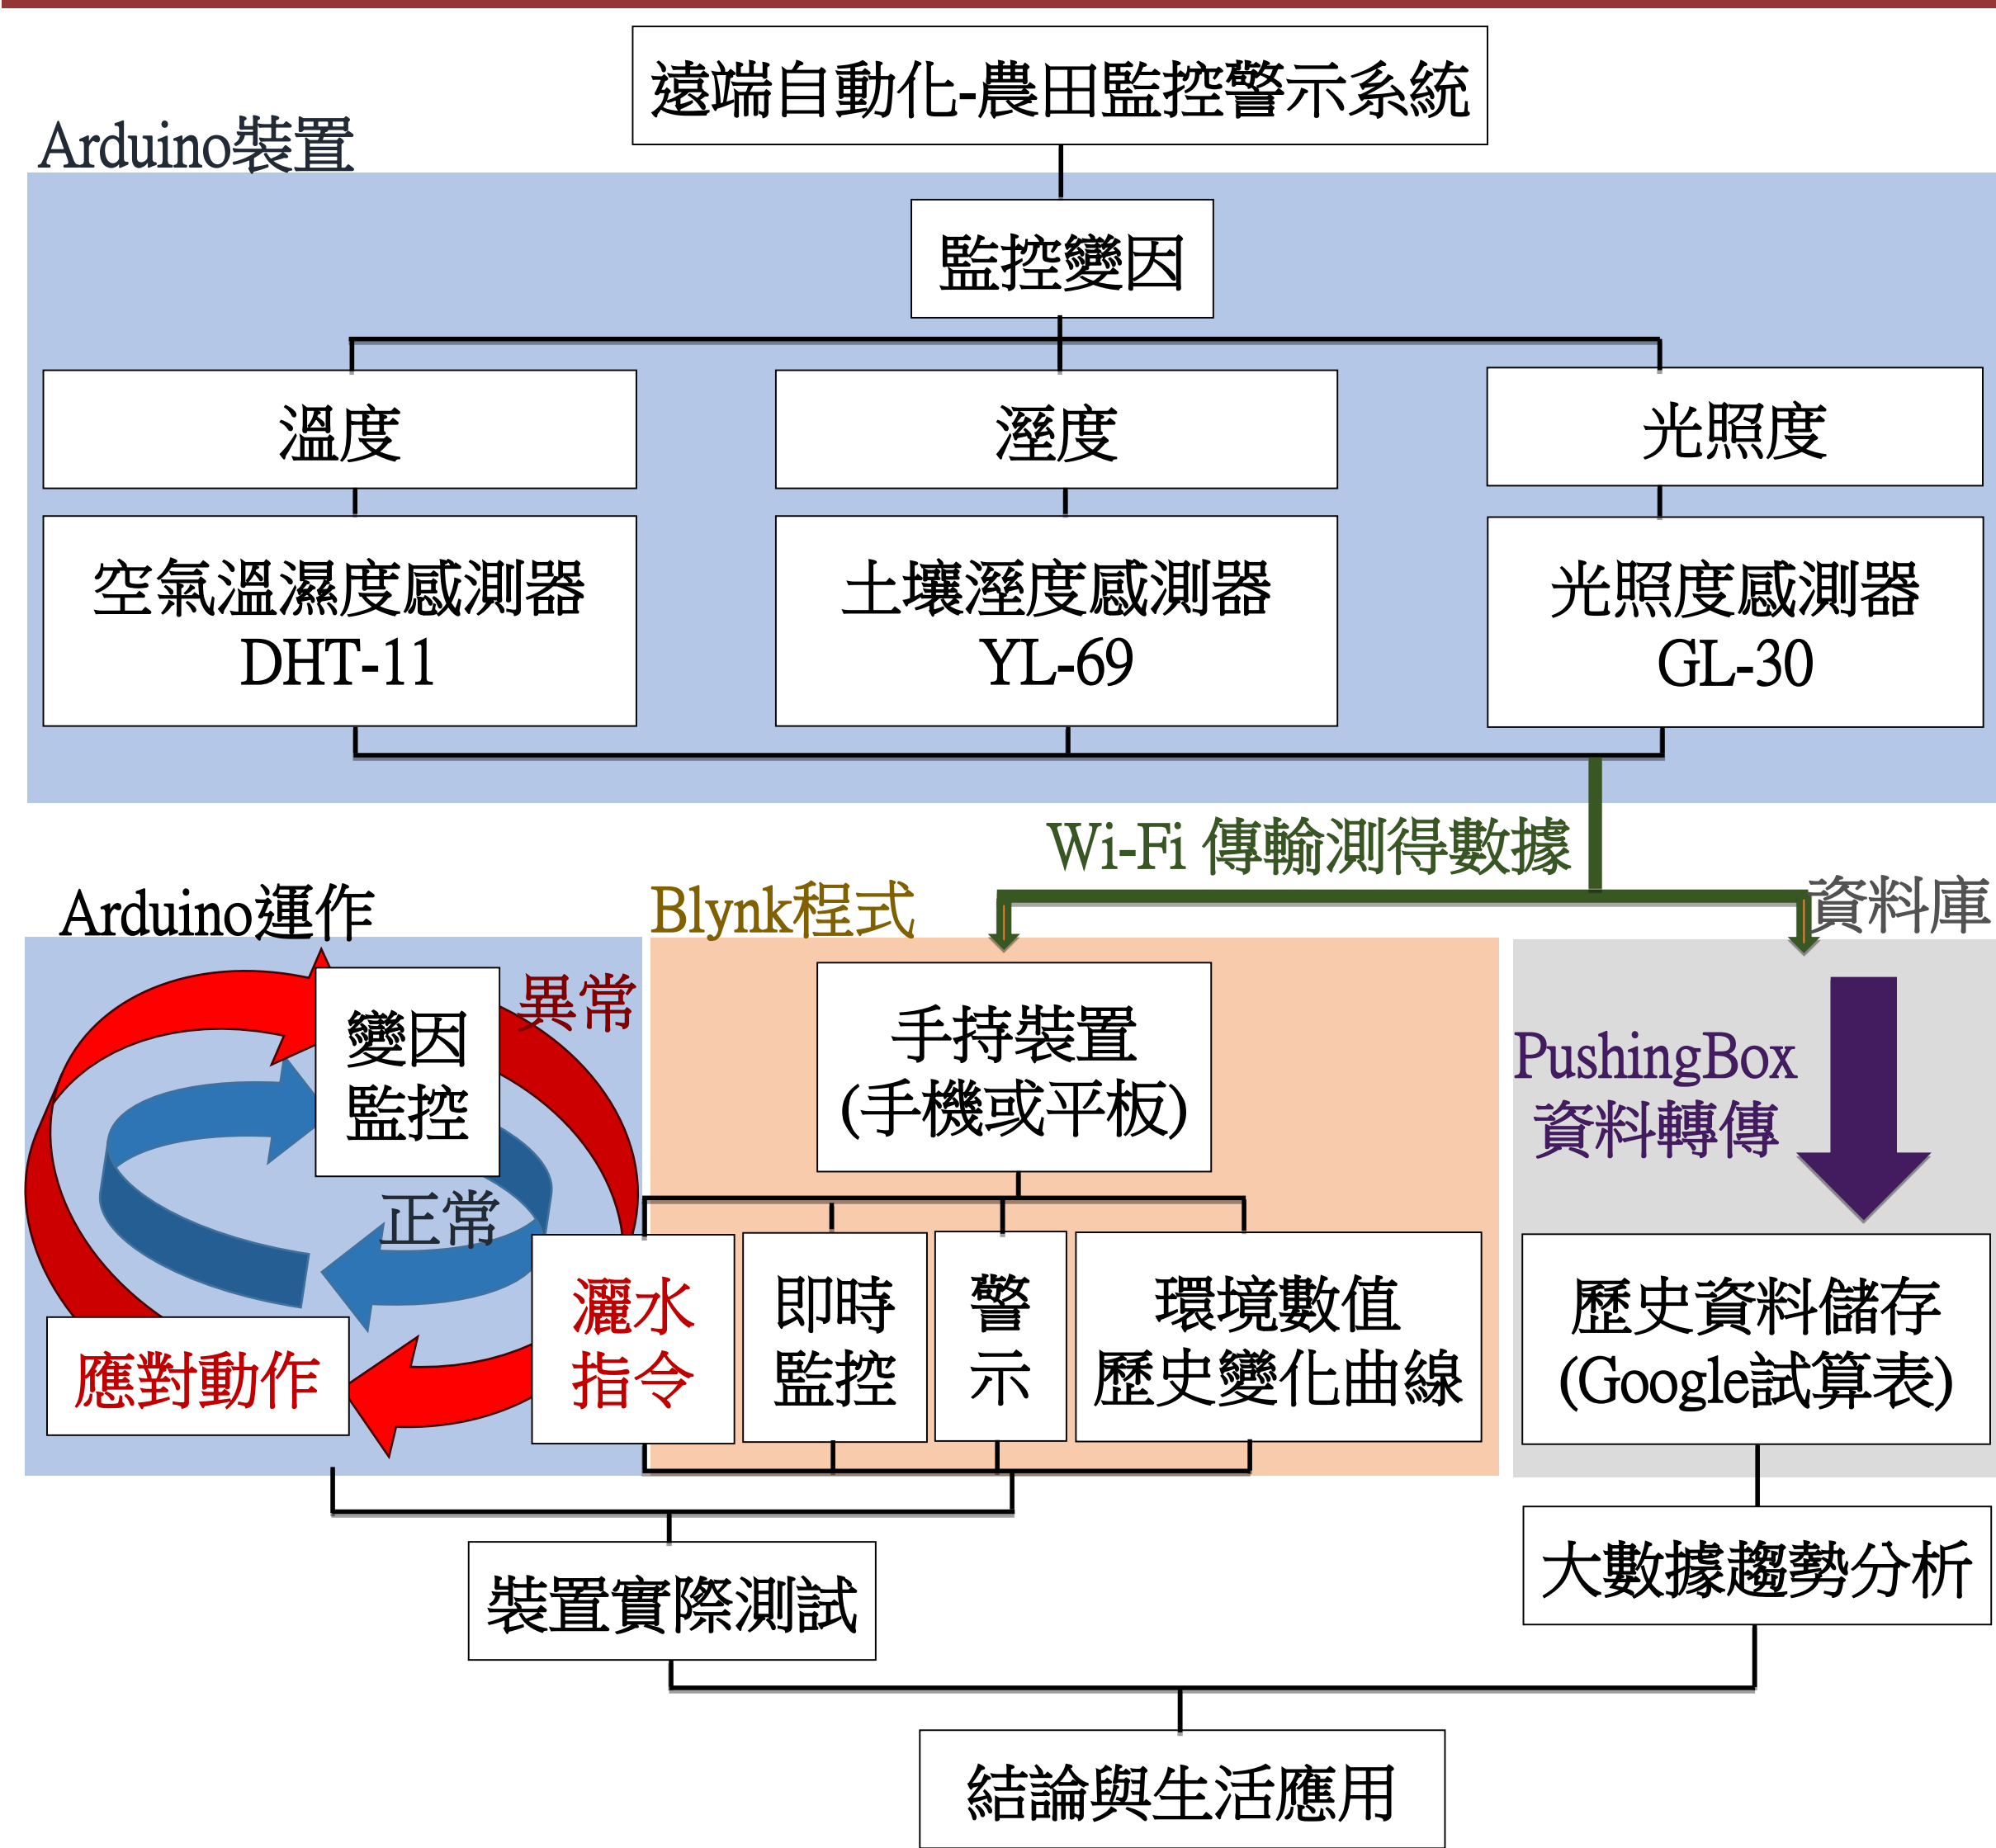 遠端自動化-農田監控警示系統
Arduino裝置
監控變因
溫度
溼度
光照度
空氣溫濕度感測器
DHT-11
土壤溼度感測器
YL-69
光照度感測器
GL-30
Wi-Fi 傳輸測得數據
Arduino運作
Blynk程式
資料庫
異常
變因
監控
正常
應對動作
手持裝置
(手機或平板)
灑水
指令
即時
監控
警
示
環境數值
歷史變化曲線
PushingBox
資料轉傳
歷史資料儲存
(Google試算表)
裝置實際測試
大數據趨勢分析
結論與生活應用